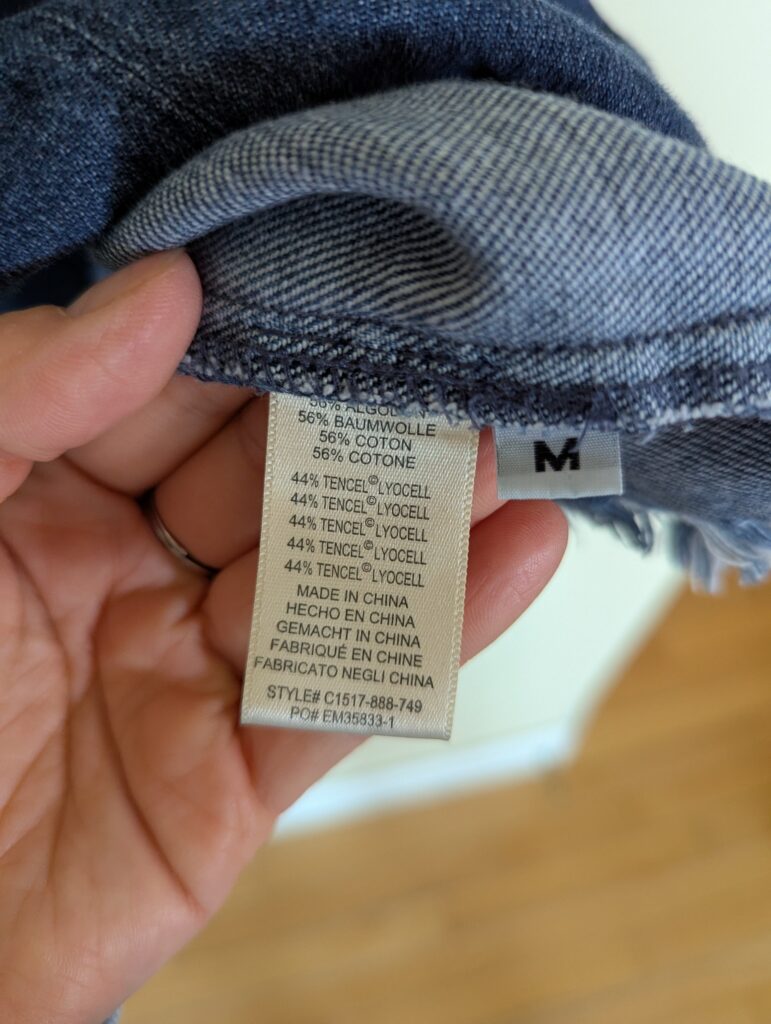 56% ALGODÓN
56% BAUMWOLLE
56% COTON
56% COTONE
44% TENCEL©LYOCELL
44% TENCEL©LYOCELL
44% TENCEL©LYOCELL
44% TENCEL©LYOCELL
44% TENCEL©LYOCELL
MADE IN CHINA
HECHO EN CHINA
GEMACHT IN CHINA
FABRIQUÉ EN CHINE
FABRICATO NEGLI CHINA
STYLE# C1517-888-749
PO# EM35833-1
M